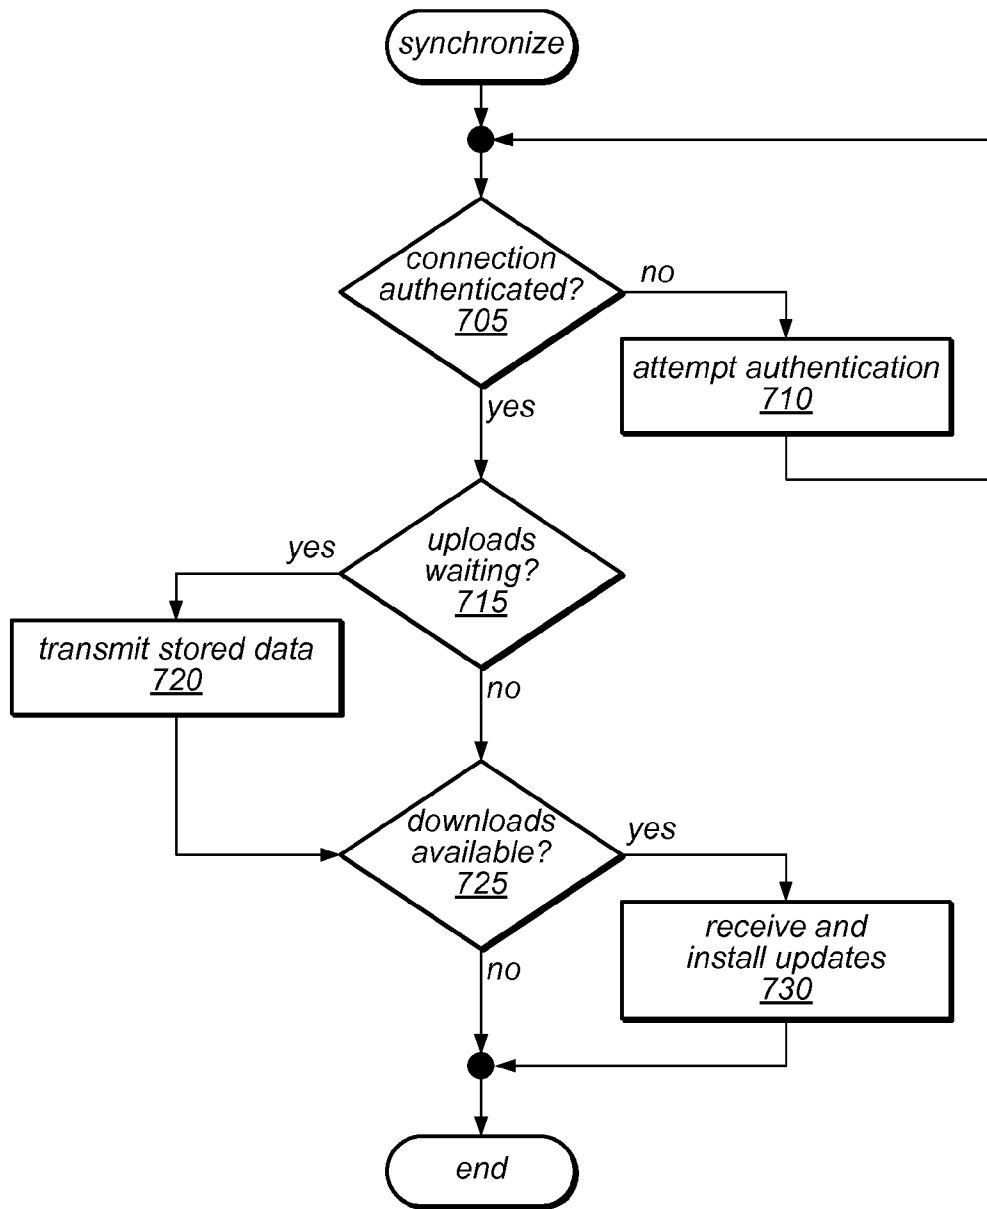 synchronize
connection
authenticated?
705
no
attempt authentication
710
yes
uploads
waiting?
715
yes
transmit stored data
720
no
downloads
available?
725
yes
receive and
install updates
730
no
end